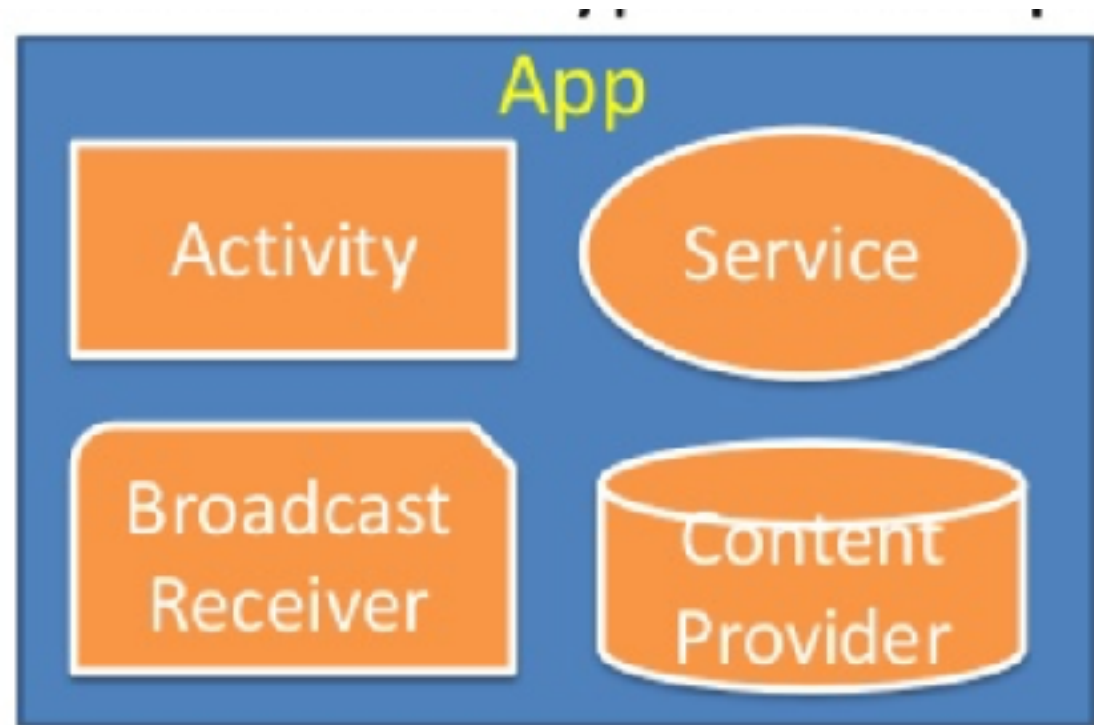 App
Activity
Service
Broadcast
Receiver
Content
Provider